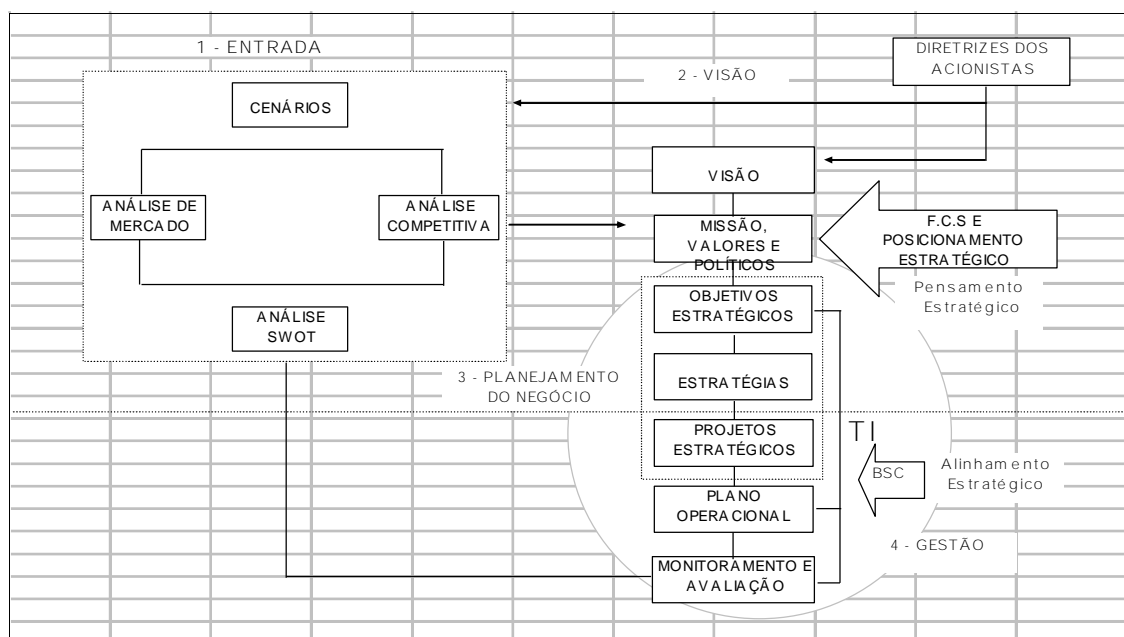 1 - ENTRADA
DIRETRIZES DOS
ACIONISTAS
2 - VISÃO
CENÁRIOS
VISÃO
ANÁLISE DE
MERCADO
ANÁLISE
COMPETITIVA
MISSÃO,
VALORES E
POLÍTICOS
F.C.S E
POSICIONAMENTO
ESTRATÉGICO
Pensamento
Estratégico
OBJETIVOS
ESTRATÉGICOS
ANÁLISE
SWOT
3 - PLANEJAMENTO
DO NEGÓCIO
ESTRATÉGIAS
PROJETOS
ESTRATÉGICOS
TI
BSC
Alinhamento
Estratégico
PLANO
OPERACIONAL
4 - GESTÃO
MONITORAMENTO E
AVALIAÇÃO